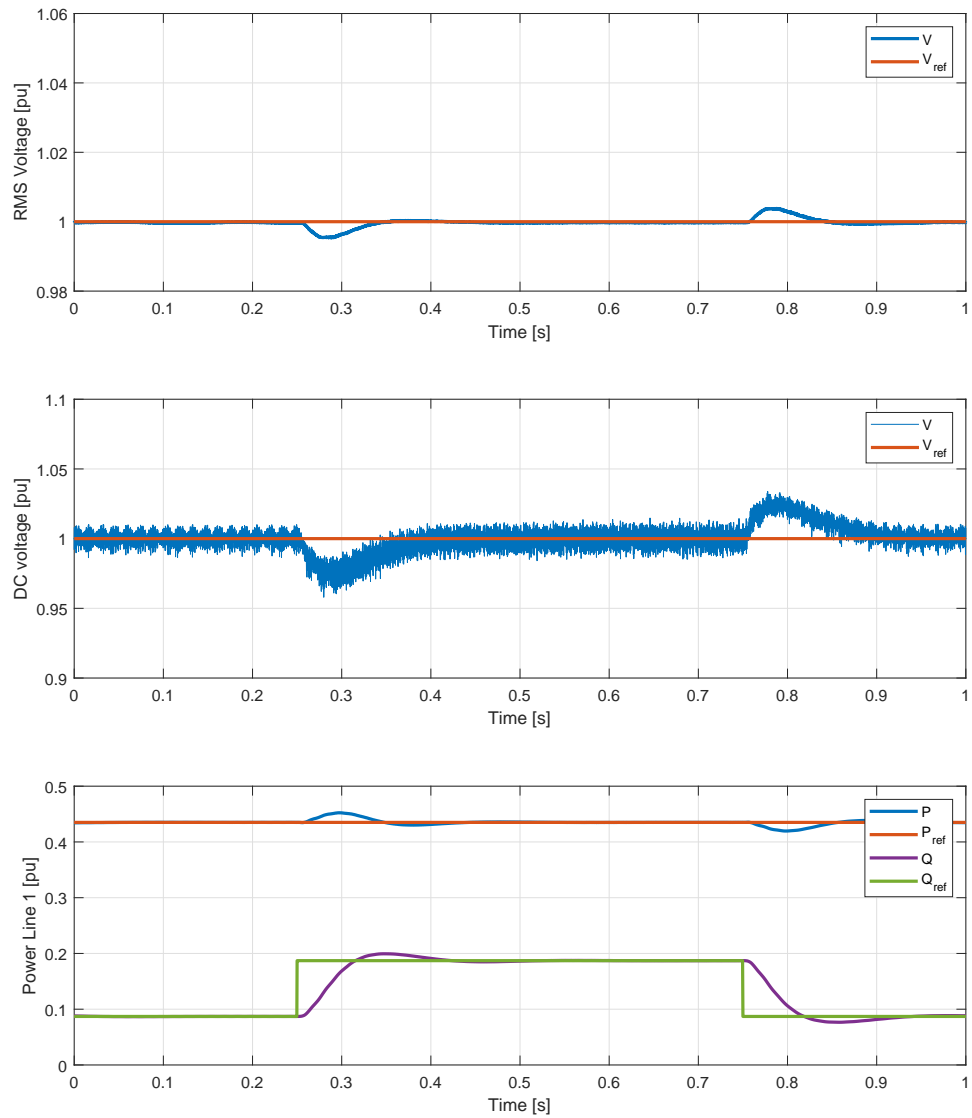 RMS Voltage [pu]
1.06
1.04
1.02
1
0.98
V
V_ref
0 0.1 0.2 0.3 0.4 0.5 0.6 0.7 0.8 0.9 1
Time [s]
DC voltage [pu]
1.1
1.05
1
0.95
0.9
V
V_ref
0 0.1 0.2 0.3 0.4 0.5 0.6 0.7 0.8 0.9 1
Time [s]
Power Line 1 [pu]
0.5
0.4
0.3
0.2
0.1
0
P
P_ref
Q
Q_ref
0 0.1 0.2 0.3 0.4 0.5 0.6 0.7 0.8 0.9 1
Time [s]